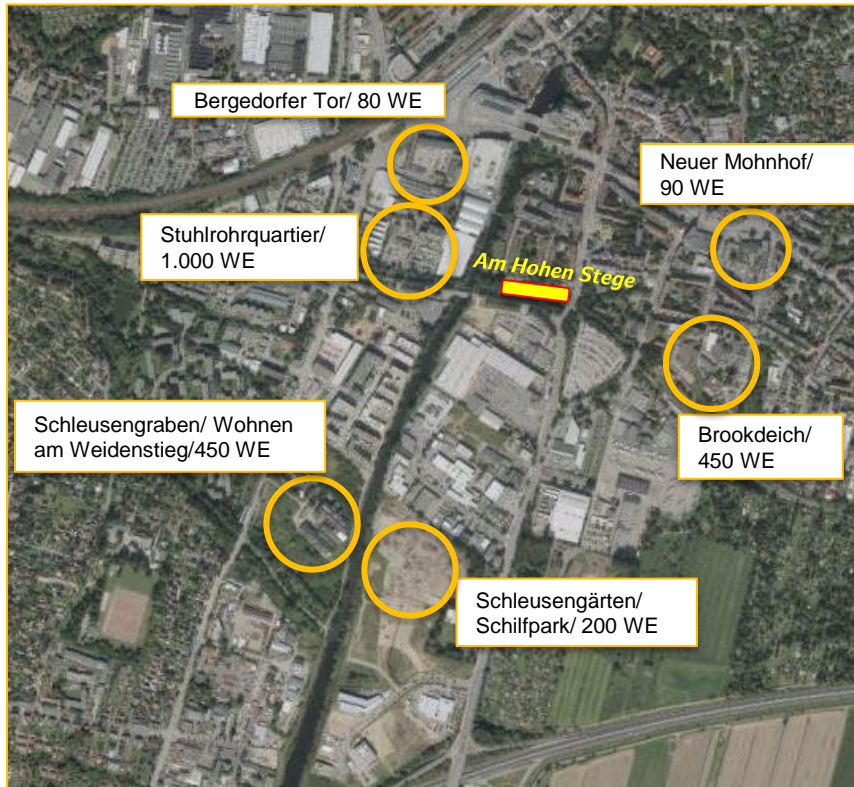 Bergedorfer Tor/ 80 WE
Neuer Mohnhof/
90 WE
Stuhlrohrquartier/
1.000 WE
Am Hohen Stege
Schleusengraben/ Wohnen
am Weidenstieg/450 WE
Brookdeich/
450 WE
Schleusengärten/
Schilfpark/ 200 WE